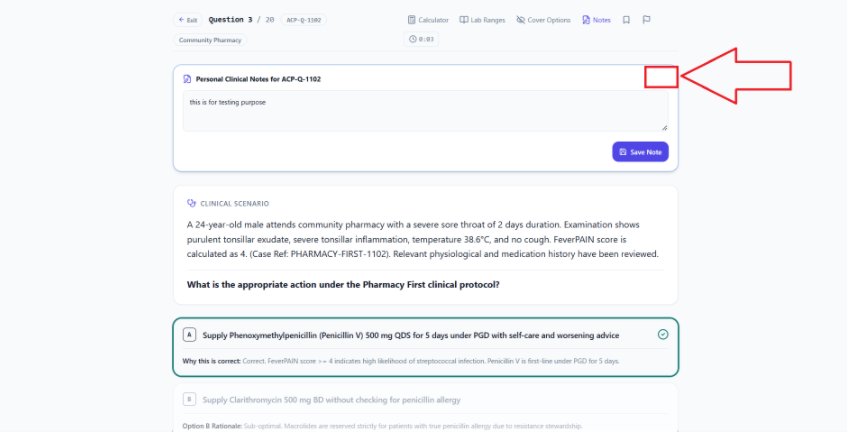 ← Exit Question 3 / 20 ACP-Q-1102 Calculator Lab Ranges Cover Options Notes
Community Pharmacy 0:03
Personal Clinical Notes for ACP-Q-1102
this is for testing purpose
Save Note
CLINICAL SCENARIO
A 24-year-old male attends community pharmacy with a severe sore throat of 2 days duration. Examination shows
purulent tonsillar exudate, severe tonsillar inflammation, temperature 38.6°C, and no cough. FeverPAIN score is
calculated as 4. (Case Ref: PHARMACY-FIRST-1102). Relevant physiological and medication history have been reviewed.
What is the appropriate action under the Pharmacy First clinical protocol?
A Supply Phenoxymethylpenicillin (Penicillin V) 500 mg QDS for 5 days under PGD with self-care and worsening advice
Why this is correct: Correct. FeverPAIN score >= 4 indicates high likelihood of streptococcal infection. Penicillin V is first-line under PGD for 5 days.
B Supply Clarithromycin 500 mg BD without checking for penicillin allergy
Option B Rationale: Sub-optimal. Macrolides are reserved strictly for patients with true penicillin allergy due to resistance stewardship.